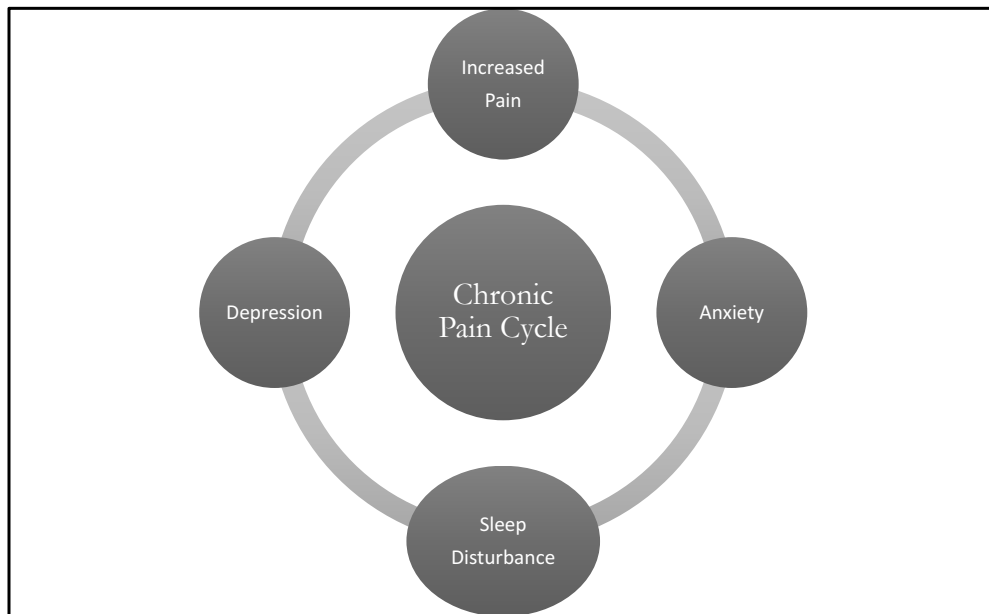 Increased
Pain
Depression
Chronic
Pain Cycle
Anxiety
Sleep
Disturbance